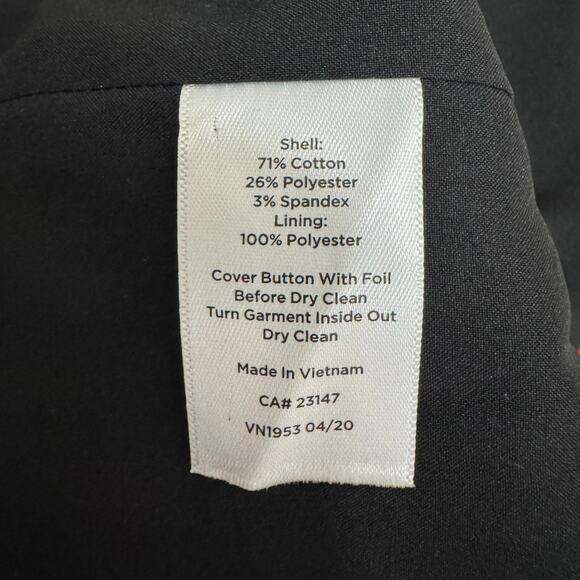 Shell:
71% Cotton
26% Polyester
3% Spandex
Lining:
100% Polyester
Cover Button With Foil
Before Dry Clean
Turn Garment Inside Out
Dry Clean
Made In Vietnam
CA# 23147
VN1953 04/20